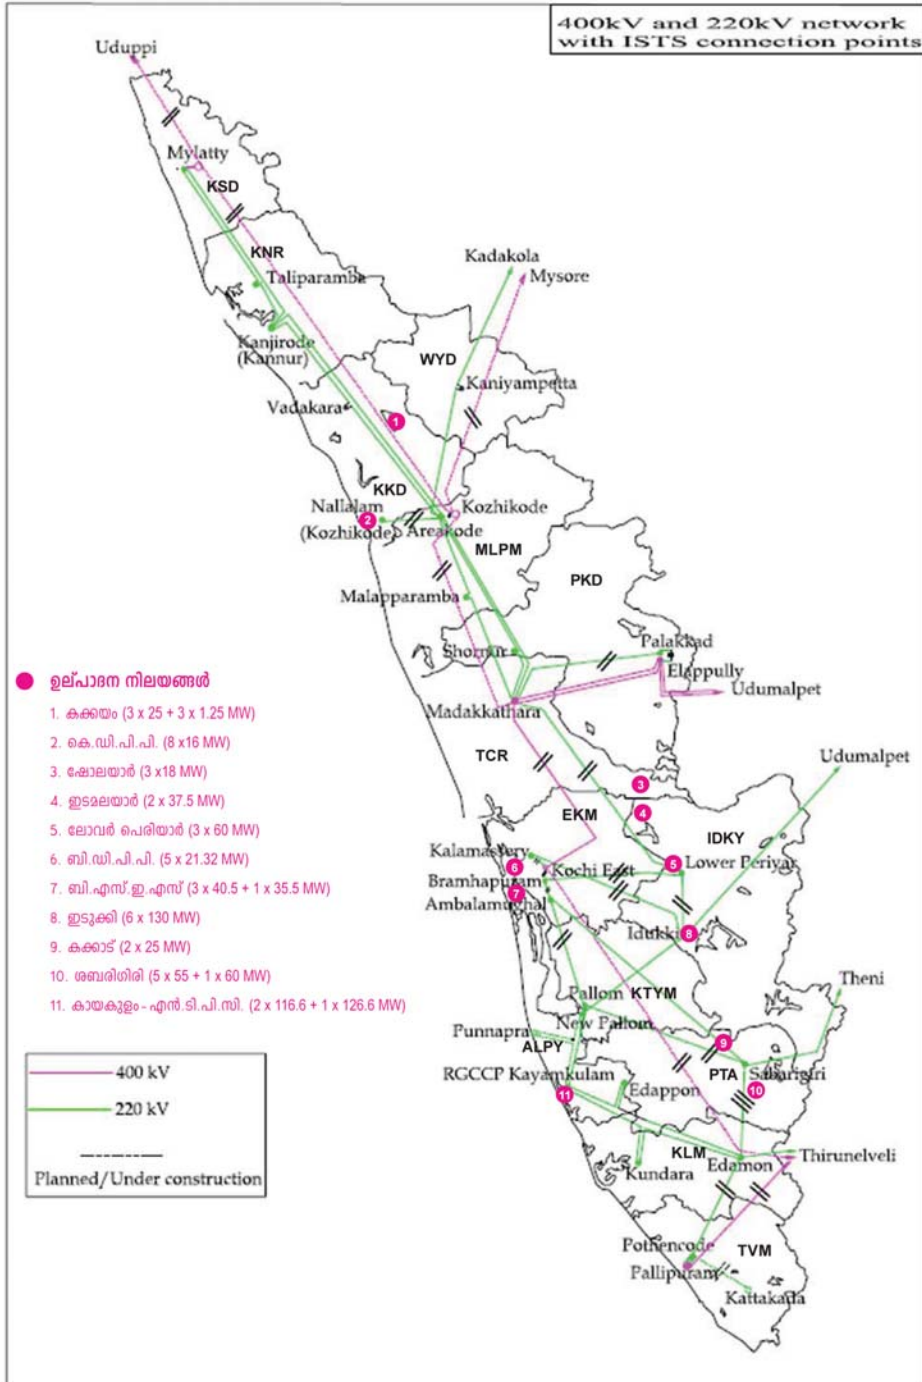 400kV and 220kV network
with ISTS connection points
Uduppi
Mylatty
KSD
KNR
Taliparamba
Kadakola
Mysore
Kanjirode
(Kannur)
WYD
Kaniyampetta
Vadakara
1
KKD
Nallalam
Kozhikode
2
(Kozhikode)
Areakode
MLPM
PKD
Malapparamba
Shornur
Palakkad
Elappully
Udumalpet
Madakkathara
● ഉല്പാദന നിലയങ്ങൾ
1. കക്കയം (3 x 25 + 3 x 1.25 MW)
2. കെ.ഡി.പി.പി. (8 x16 MW)
3. ഷോലയാർ (3 x18 MW)
4. ഇടമലയാർ (2 x 37.5 MW)
5. ലോവർ പെരിയാർ (3 x 60 MW)
6. ബി.ഡി.പി.പി. (5 x 21.32 MW)
7. ബി.എസ്.ഇ.എസ് (3 x 40.5 + 1 x 35.5 MW)
8. ഇടുക്കി (6 x 130 MW)
9. കക്കാട് (2 x 25 MW)
10. ശബരിഗിരി (5 x 55 + 1 x 60 MW)
11. കായകുളം - എൻ.ടി.പി.സി. (2 x 116.6 + 1 x 126.6 MW)
TCR
Udumalpet
3
4
EKM
IDKY
Kalamassery
5
Lower Periyar
6
Kochi East
Bramhapuram
7
Ambalamughal
Idukki
8
Theni
Pallom
KTYM
New Pallom
Punnapra
ALPY
9
RGCCP Kayamkulam
PTA
Sabarigiri
Edappon
10
11
KLM
Kundara
Edamon
Thirunelveli
Pothencode
TVM
Pallipuram
Kattakada
400 kV
220 kV
Planned/Under construction